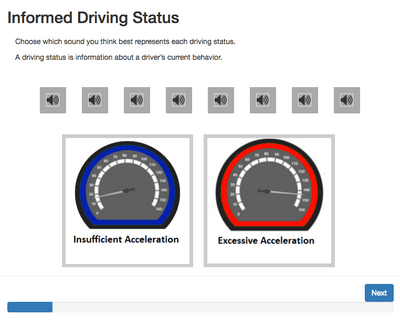 Informed Driving Status
Choose which sound you think best represents each driving status.
A driving status is information about a driver's current behavior.
Insufficient Acceleration
Excessive Acceleration
Next